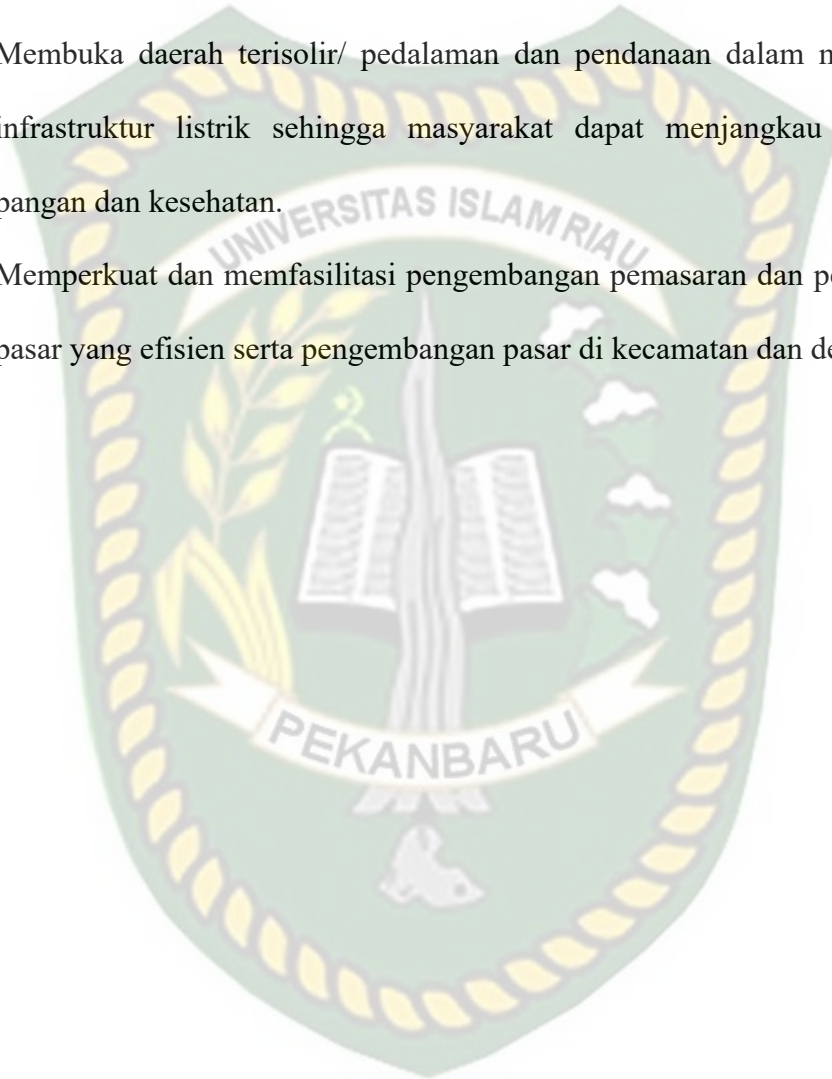 Membuka daerah terisolir/ pedalaman dan pendanaan dalam
infrastruktur listrik sehingga masyarakat dapat menjangkau
pangan dan kesehatan.
UNIVERSITAS ISLAM RIAU
Memperkuat dan memfasilitasi pengembangan pemasaran dan
pasar yang efisien serta pengembangan pasar di kecamatan dan
PEKANBARU